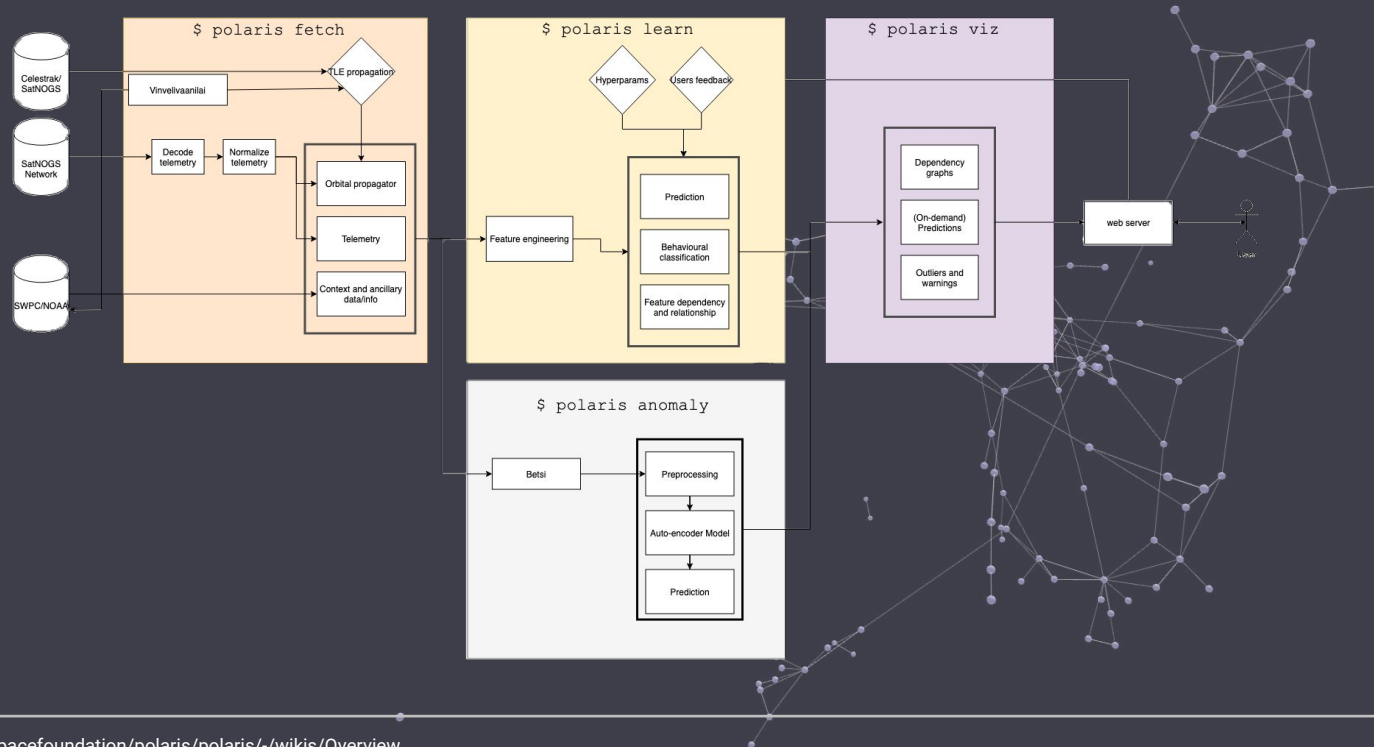 $ polaris fetch
$ polaris learn
$ polaris viz
Celestrak/
SatNOGS
TLE propagation
Vinvelivaanilai
Hyperparams
Users feedback
SatNOGS
Network
Decode
telemetry
Normalize
telemetry
Orbital propagator
Telemetry
Context and ancillary
data/info
SWPC/NOAA
Feature engineering
Prediction
Behavioural
classification
Feature dependency
and relationship
Dependency
graphs
(On-demand)
Predictions
Outliers and
warnings
web server
$ polaris anomaly
Betsi
Preprocessing
Auto-encoder Model
Prediction
pacefoundation/polaris/polaris/-/wikis/Overview